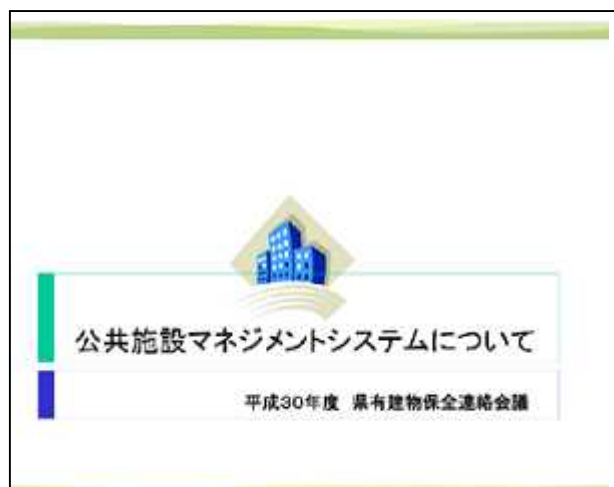 公共施設マネジメントシステムについて
平成30年度 県有建物保全連絡会議